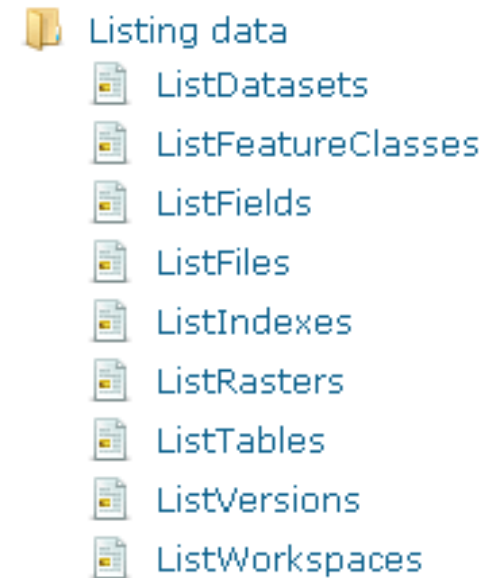 Listing data
ListDatasets
ListFeatureClasses
ListFields
ListFiles
ListIndexes
ListRasters
ListTables
ListVersions
ListWorkspaces